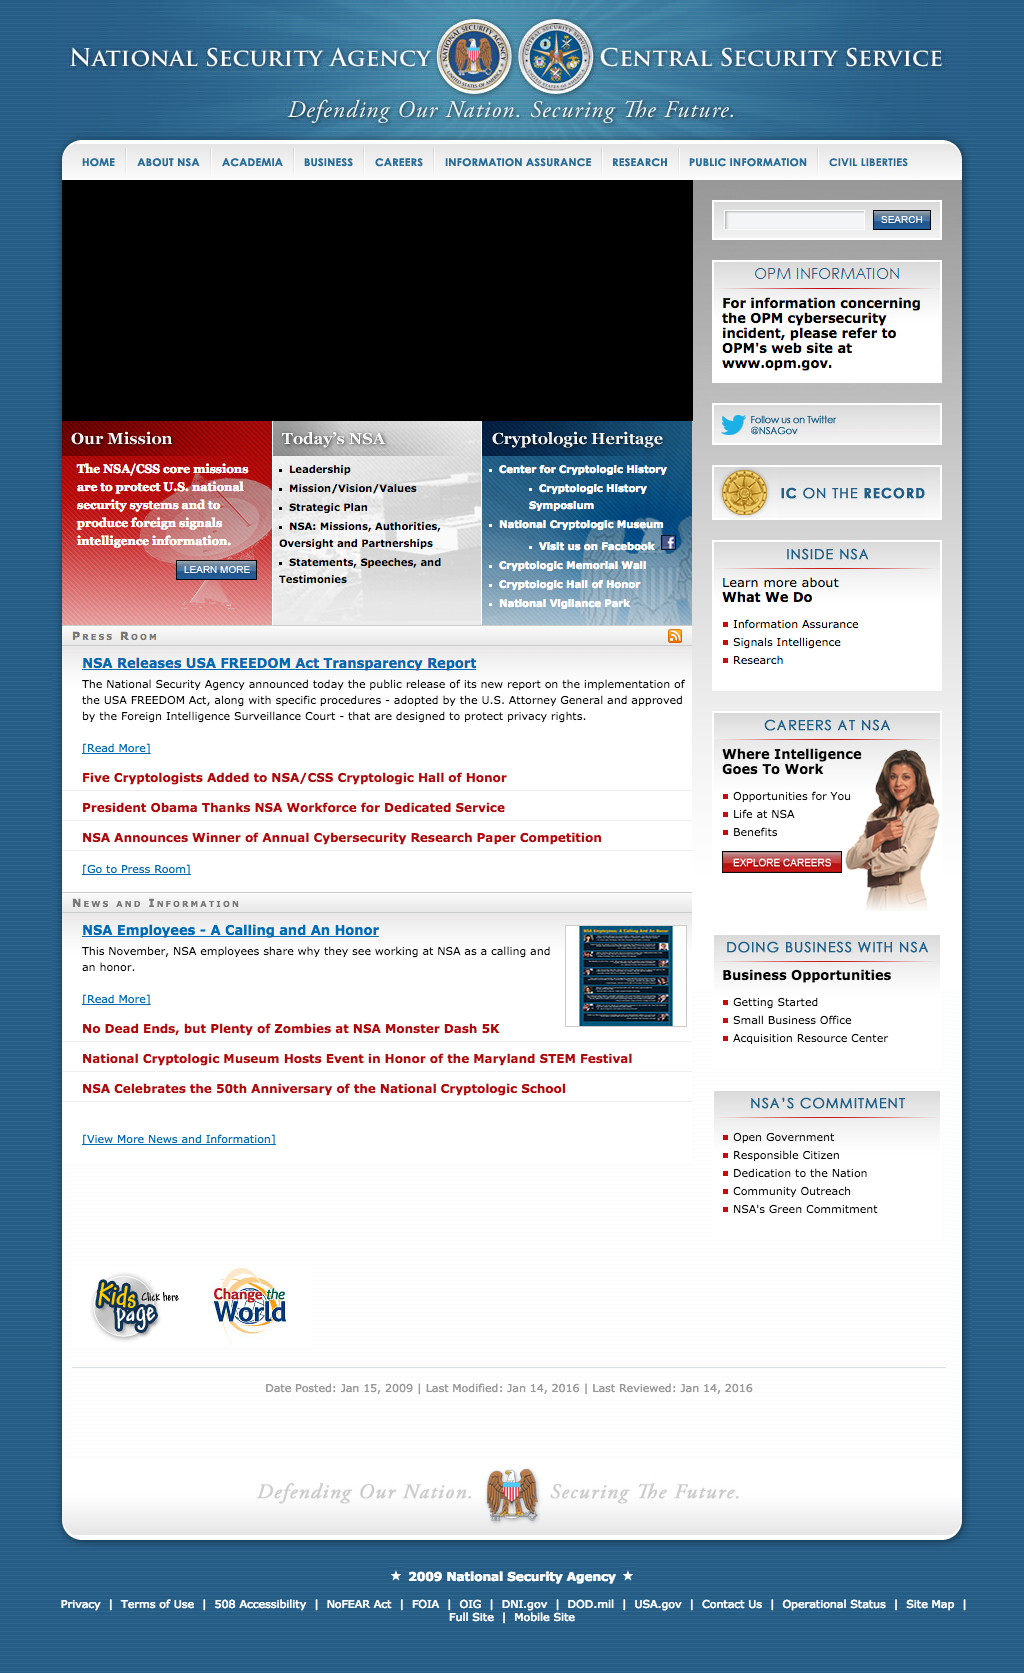 NATIONAL SECURITY AGENCY CENTRAL SECURITY SERVICE
Defending Our Nation. Securing The Future.
HOME ABOUT NSA ACADEMIA BUSINESS CAREERS INFORMATION ASSURANCE RESEARCH PUBLIC INFORMATION CIVIL LIBERTIES
SEARCH
OPM INFORMATION
For information concerning
the OPM cybersecurity
incident, please refer to
OPM's web site at
www.opm.gov.
Follow us on Twitter
@NSAGov
IC ON THE RECORD
INSIDE NSA
Learn more about
What We Do
Information Assurance
Signals Intelligence
Research
CAREERS AT NSA
Where Intelligence
Goes To Work
Opportunities for You
Life at NSA
Benefits
EXPLORE CAREERS
DOING BUSINESS WITH NSA
Business Opportunities
Getting Started
Small Business Office
Acquisition Resource Center
NSA'S COMMITMENT
Open Government
Responsible Citizen
Dedication to the Nation
Community Outreach
NSA's Green Commitment
Our Mission
The NSA/CSS core missions
are to protect U.S. national
security systems and to
produce foreign signals
intelligence information.
LEARN MORE
Today's NSA
Leadership
Mission/Vision/Values
Strategic Plan
NSA: Missions, Authorities,
Oversight and Partnerships
Statements, Speeches, and
Testimonies
Cryptologic Heritage
Center for Cryptologic History
Cryptologic History
Symposium
National Cryptologic Museum
Visit us on Facebook
Cryptologic Memorial Wall
Cryptologic Hall of Honor
National Vigilance Park
PRESS ROOM
NSA Releases USA FREEDOM Act Transparency Report
The National Security Agency announced today the public release of its new report on the implementation of
the USA FREEDOM Act, along with specific procedures - adopted by the U.S. Attorney General and approved
by the Foreign Intelligence Surveillance Court - that are designed to protect privacy rights.
[Read More]
Five Cryptologists Added to NSA/CSS Cryptologic Hall of Honor
President Obama Thanks NSA Workforce for Dedicated Service
NSA Announces Winner of Annual Cybersecurity Research Paper Competition
[Go to Press Room]
NEWS AND INFORMATION
NSA Employees - A Calling and An Honor
This November, NSA employees share why they see working at NSA as a calling and
an honor.
[Read More]
NSA Employees: A Calling And An Honor
No Dead Ends, but Plenty of Zombies at NSA Monster Dash 5K
National Cryptologic Museum Hosts Event in Honor of the Maryland STEM Festival
NSA Celebrates the 50th Anniversary of the National Cryptologic School
[View More News and Information]
Kids page Click here
Change the World
Date Posted: Jan 15, 2009 | Last Modified: Jan 14, 2016 | Last Reviewed: Jan 14, 2016
Defending Our Nation. Securing The Future.
★ 2009 National Security Agency ★
Privacy | Terms of Use | 508 Accessibility | NoFEAR Act | FOIA | OIG | DNI.gov | DOD.mil | USA.gov | Contact Us | Operational Status | Site Map |
Full Site | Mobile Site